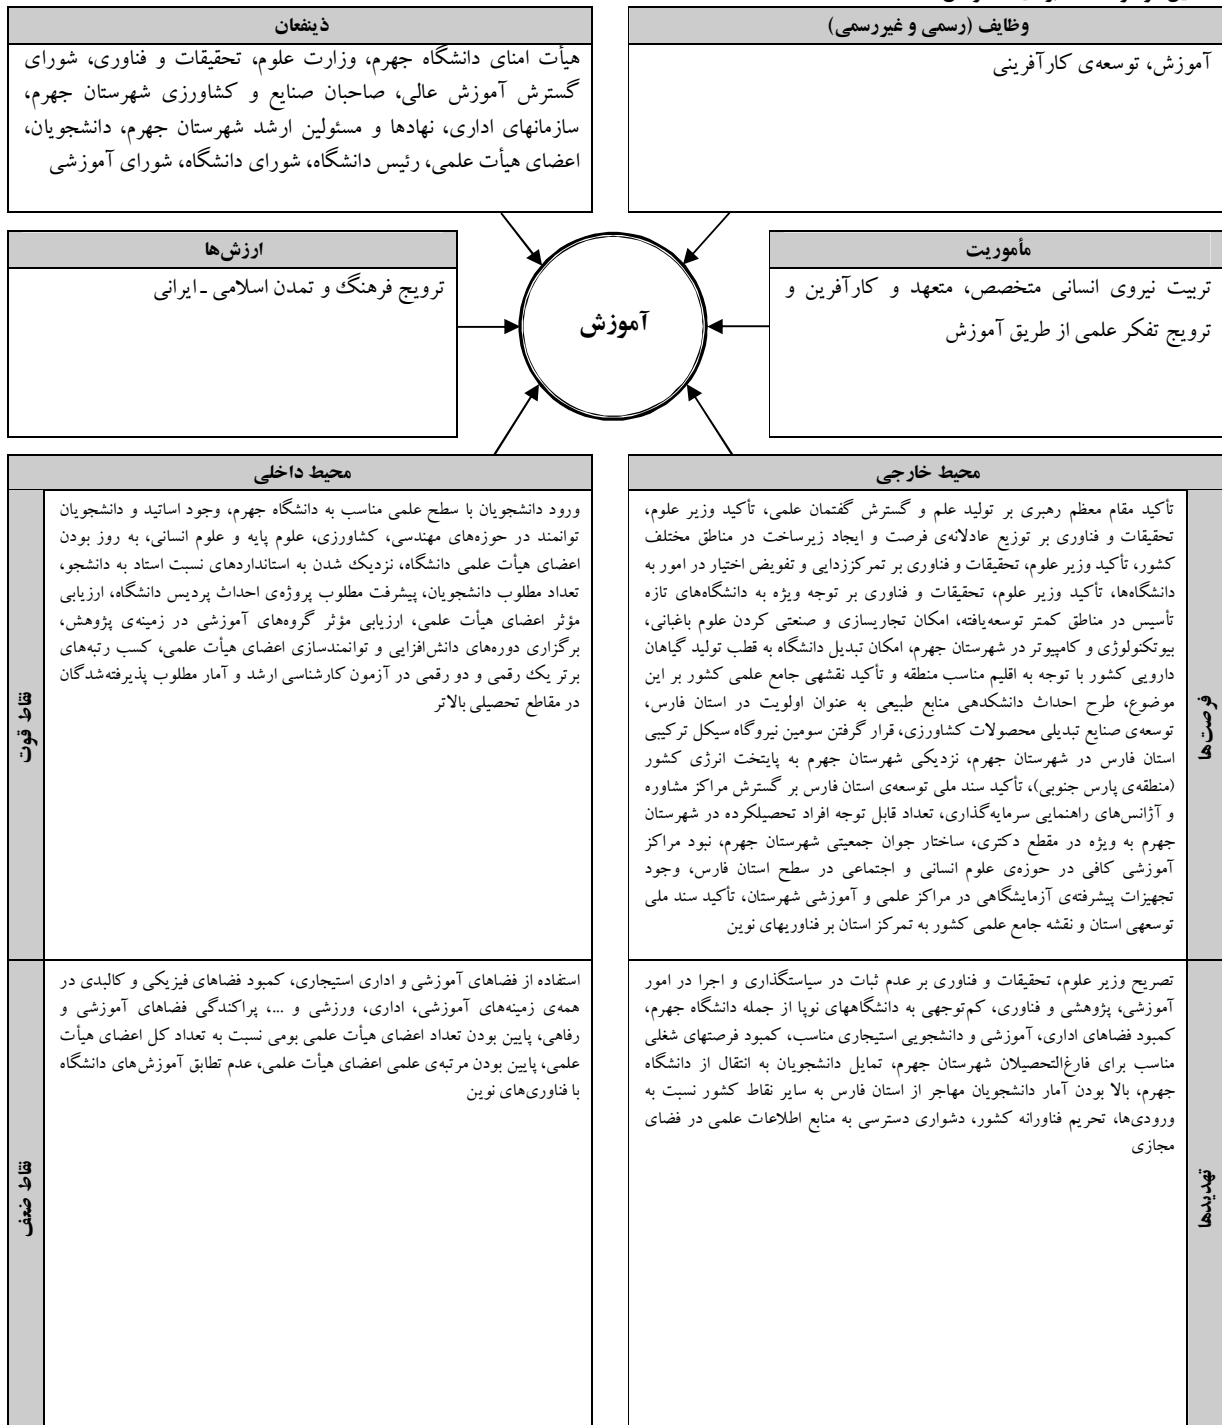 وظایف (رسمی و غیررسمی)
آموزش، توسعه‌ی کارآفرینی
ذینفعان
هیأت امنای دانشگاه جهرم، وزارت علوم، تحقیقات و فناوری، شورای
گسترش آموزش عالی، صاحبان صنایع و کشاورزی شهرستان جهرم،
سازمانهای اداری، نهادها و مسئولین ارشد شهرستان جهرم، دانشجویان،
اعضای هیأت علمی، رئیس دانشگاه، شورای دانشگاه، شورای آموزشی
مأموریت
تربیت نیروی انسانی متخصص، متعهد و کارآفرین و
ترویج تفکر علمی از طریق آموزش
آموزش
ارزش‌ها
ترویج فرهنگ و تمدن اسلامی ـ ایرانی
محیط خارجی
فرصت‌ها
تأکید مقام معظم رهبری بر تولید علم و گسترش گفتمان علمی، تأکید وزیر علوم،
تحقیقات و فناوری بر توزیع عادلانه‌ی فرصت و ایجاد زیرساخت در مناطق مختلف
کشور، تأکید وزیر علوم، تحقیقات و فناوری بر تمرکززدایی و تفویض اختیار در امور به
دانشگاه‌ها، تأکید وزیر علوم، تحقیقات و فناوری بر توجه ویژه به دانشگاه‌های تازه
تأسیس در مناطق کمتر توسعه‌یافته، امکان تجاریسازی و صنعتی کردن علوم باغبانی،
بیوتکنولوژی و کامپیوتر در شهرستان جهرم، امکان تبدیل دانشگاه به قطب تولید گیاهان
دارویی کشور با توجه به اقلیم مناسب منطقه و تأکید نقشهی جامع علمی کشور بر این
موضوع، طرح احداث دانشکدهی منابع طبیعی به عنوان اولویت در استان فارس،
توسعه‌ی صنایع تبدیلی محصولات کشاورزی، قرار گرفتن سومین نیروگاه سیکل ترکیبی
استان فارس در شهرستان جهرم، نزدیکی شهرستان جهرم به پایتخت انرژی کشور
(منطقه‌ی پارس جنوبی)، تأکید سند ملی توسعه‌ی استان فارس بر گسترش مراکز مشاوره
و آژانس‌های راهنمایی سرمایه‌گذاری، تعداد قابل توجه افراد تحصیلکرده در شهرستان
جهرم به ویژه در مقطع دکتری، ساختار جوان جمعیتی شهرستان جهرم، نبود مراکز
آموزشی کافی در حوزه‌ی علوم انسانی و اجتماعی در سطح استان فارس، وجود
تجهیزات پیشرفته‌ی آزمایشگاهی در مراکز علمی و آموزشی شهرستان، تأکید سند ملی
توسعهی استان و نقشه جامع علمی کشور به تمرکز استان بر فناوریهای نوین
تهدیدها
تصریح وزیر علوم، تحقیقات و فناوری بر عدم ثبات در سیاستگذاری و اجرا در امور
آموزشی، پژوهشی و فناوری، کم‌توجهی به دانشگاههای نوپا از جمله دانشگاه جهرم،
کمبود فضاهای اداری، آموزشی و دانشجویی استیجاری مناسب، کمبود فرصتهای شغلی
مناسب برای فارغ‌التحصیلان شهرستان جهرم، تمایل دانشجویان به انتقال از دانشگاه
جهرم، بالا بودن آمار دانشجویان مهاجر از استان فارس به سایر نقاط کشور نسبت به
ورودی‌ها، تحریم فناورانه کشور، دشواری دسترسی به منابع اطلاعات علمی در فضای
مجازی
محیط داخلی
نقاط قوت
ورود دانشجویان با سطح علمی مناسب به دانشگاه جهرم، وجود اساتید و دانشجویان
توانمند در حوزه‌های مهندسی، کشاورزی، علوم پایه و علوم انسانی، به روز بودن
اعضای هیأت علمی دانشگاه، نزدیک شدن به استانداردهای نسبت استاد به دانشجو،
تعداد مطلوب دانشجویان، پیشرفت مطلوب پروژه‌ی احداث پردیس دانشگاه، ارزیابی
مؤثر اعضای هیأت علمی، ارزیابی مؤثر گروه‌های آموزشی در زمینه‌ی پژوهش،
برگزاری دوره‌های دانش‌افزایی و توانمندسازی اعضای هیأت علمی، کسب رتبه‌های
برتر یک رقمی و دو رقمی در آزمون کارشناسی ارشد و آمار مطلوب پذیرفته‌شدگان
در مقاطع تحصیلی بالاتر
نقاط ضعف
استفاده از فضاهای آموزشی و اداری استیجاری، کمبود فضاهای فیزیکی و کالبدی در
همه‌ی زمینه‌های آموزشی، اداری، ورزشی و ...، پراکندگی فضاهای آموزشی و
رفاهی، پایین بودن تعداد اعضای هیأت علمی بومی نسبت به تعداد کل اعضای هیأت
علمی، پایین بودن مرتبه‌ی علمی اعضای هیأت علمی، عدم تطابق آموزش‌های دانشگاه
با فناوری‌های نوین